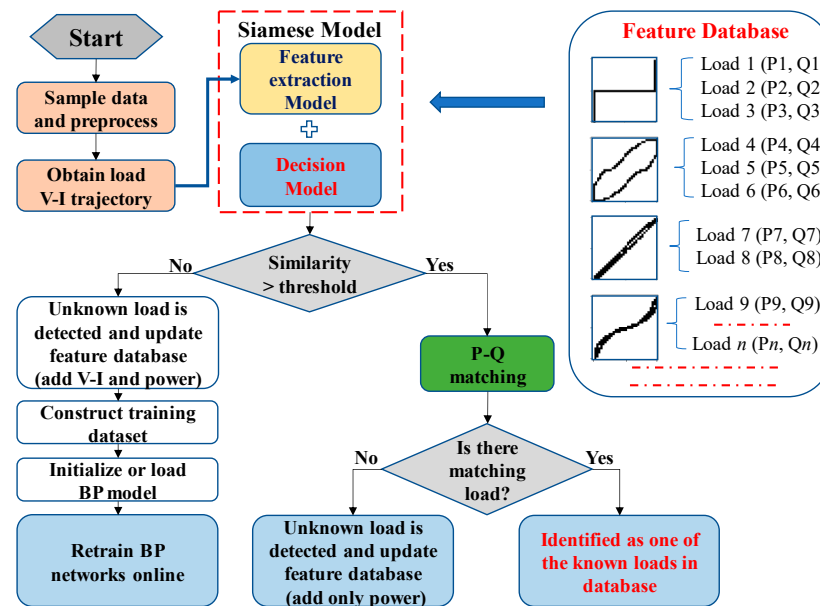 Start
Sample data
and preprocess
Obtain load
V-I trajectory
Siamese Model
Feature
extraction
Model
Decision
Model
Feature Database
Load 1 (P1, Q1
Load 2 (P2, Q2
Load 3 (P3, Q3
Load 4 (P4, Q4
Load 5 (P5, Q5
Load 6 (P6, Q6
Load 7 (P7, Q7)
Load 8 (P8, Q8)
Load 9 (P9, Q9)
Load n (Pn, Qn)
Similarity
> threshold
No
Yes
Unknown load is
detected and update
feature database
(add V-I and power)
Construct training
dataset
Initialize or load
BP model
Retrain BP
networks online
P-Q
matching
Is there
matching
load?
No
Yes
Unknown load is
detected and update
feature database
(add only power)
Identified as one of
the known loads in
database